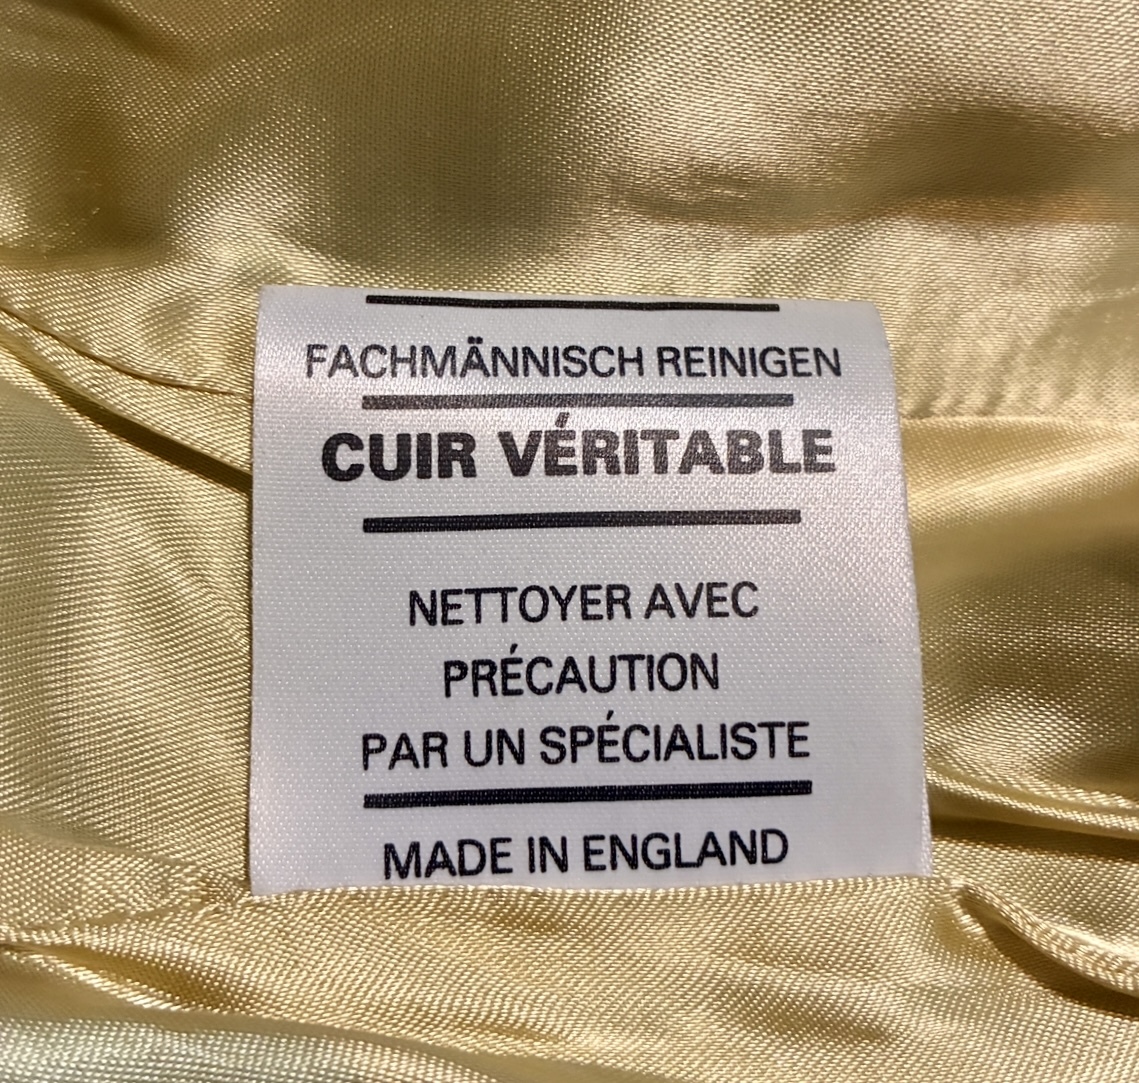 FACHMÄNNISCH REINIGEN
CUIR VÉRITABLE
NETTOYER AVEC
PRÉCAUTION
PAR UN SPÉCIALISTE
MADE IN ENGLAND